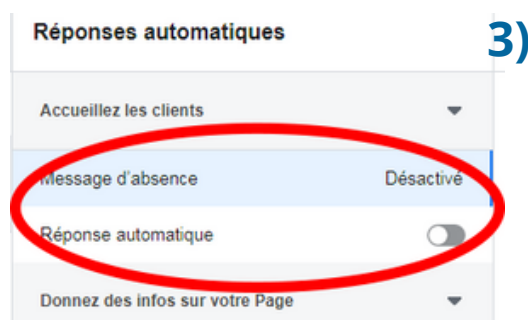 Réponses automatiques
3)
Accueillez les clients
Message d'absence Désactivé
Réponse automatique
Donnez des infos sur votre Page